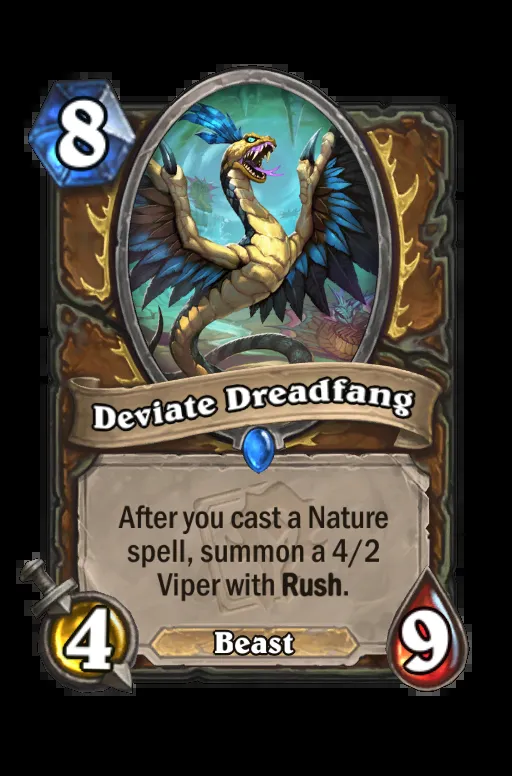 8
Deviate Dreadfang
After you cast a Nature
spell, summon a 4/2
Viper with Rush.
4
Beast
9